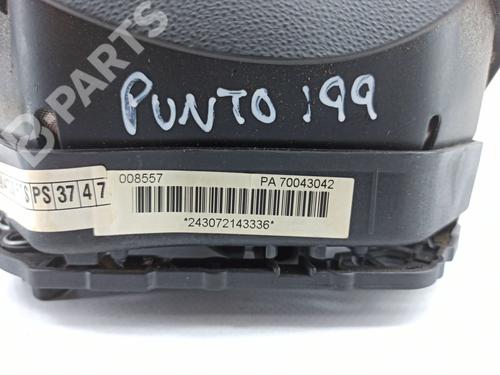 B-PARTS
PUNTO 199
008557 PA 70043042
PS 37 4 7
*243072143336*